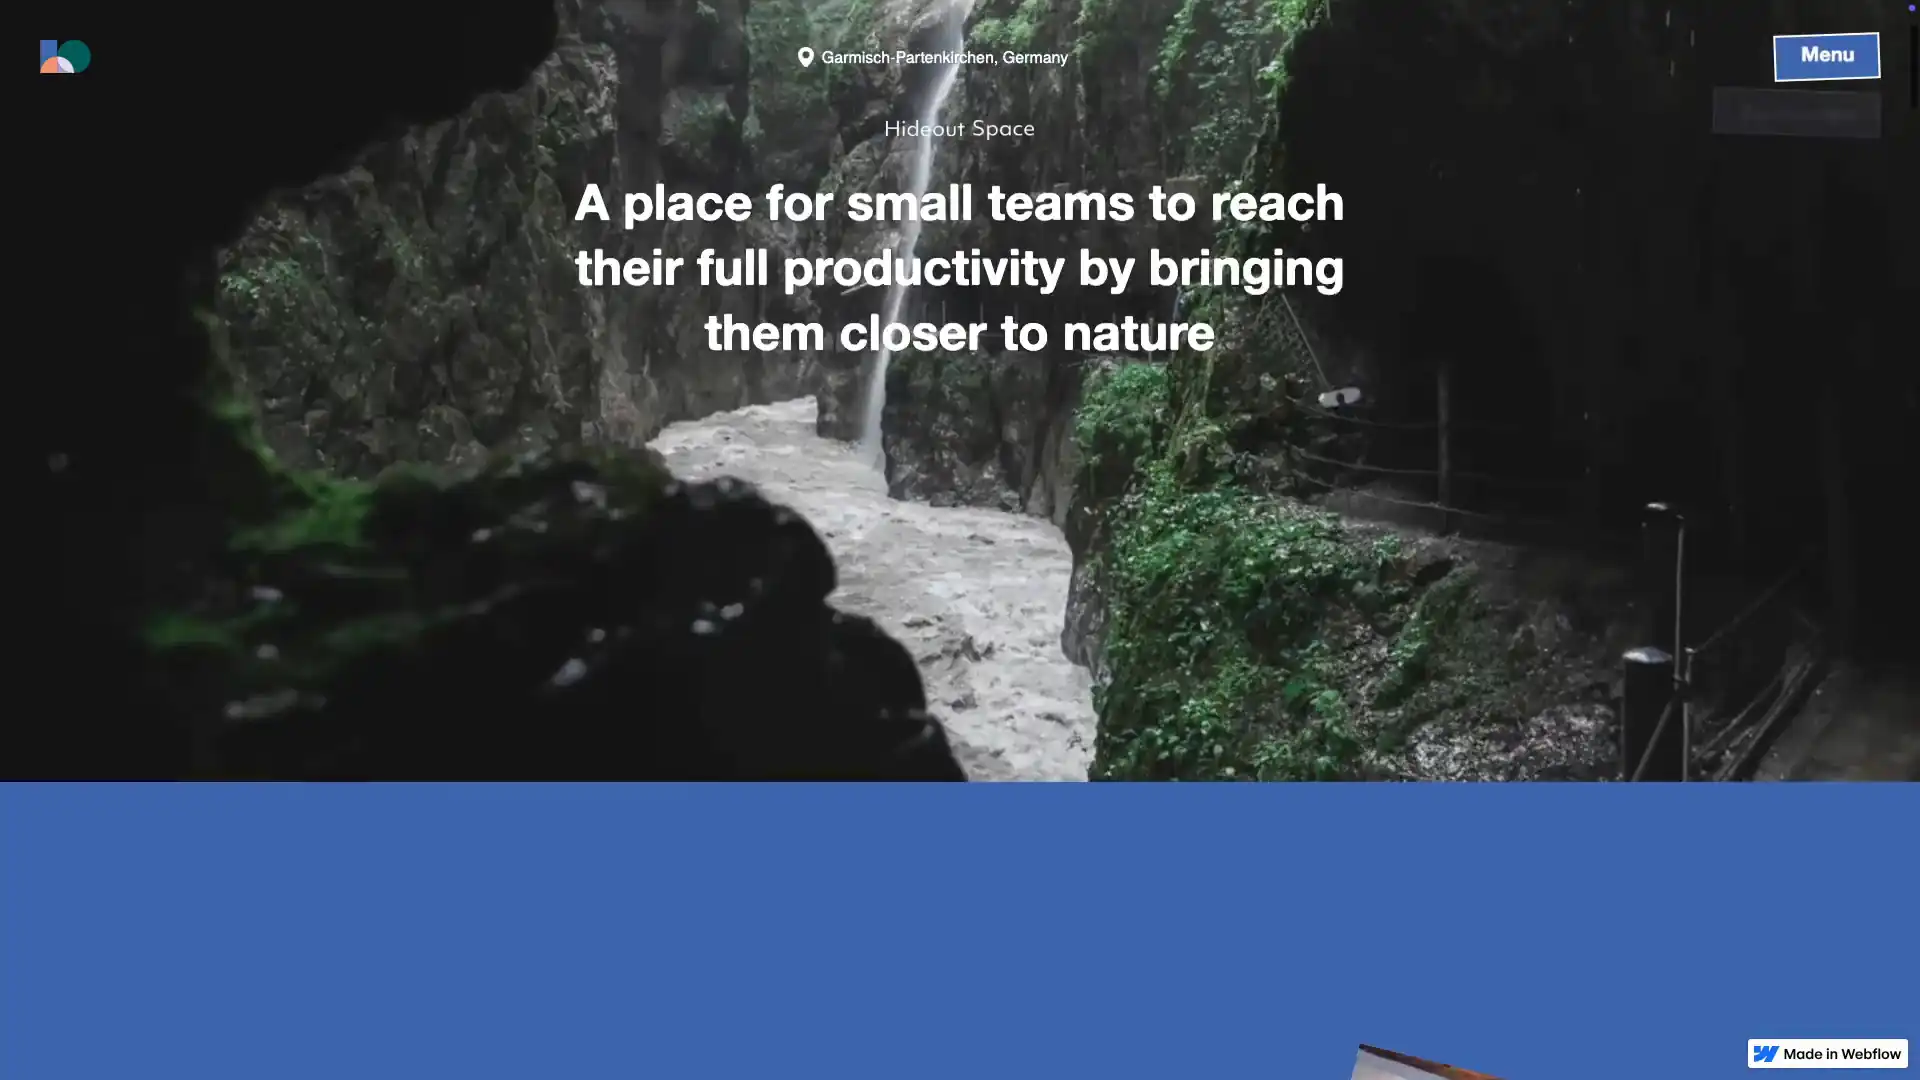 Garmisch-Partenkirchen, Germany
Menu
Hideout Space
A place for small teams to reach
their full productivity by bringing
them closer to nature
Made in Webflow